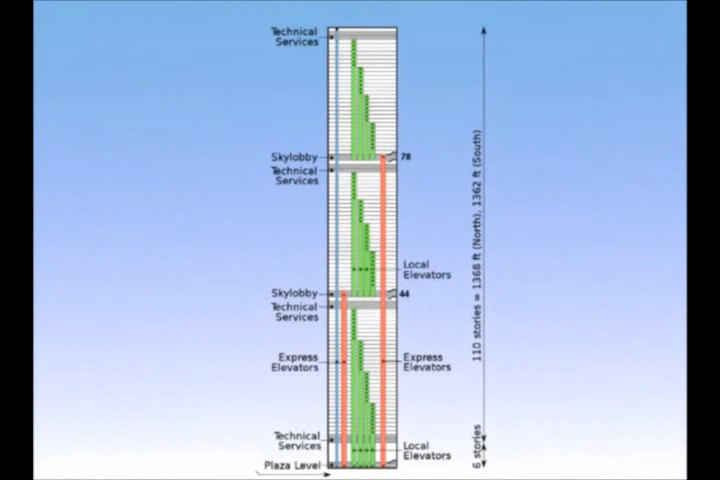 Technical
Services
Skylobby
78
Technical
Services
Local
Elevators
Skylobby
44
Technical
Services
Express
Elevators
Express
Elevators
Technical
Services
Local
Elevators
Plaza Level
110 stories = 1368 ft (North), 1362 ft (South)
6 stories